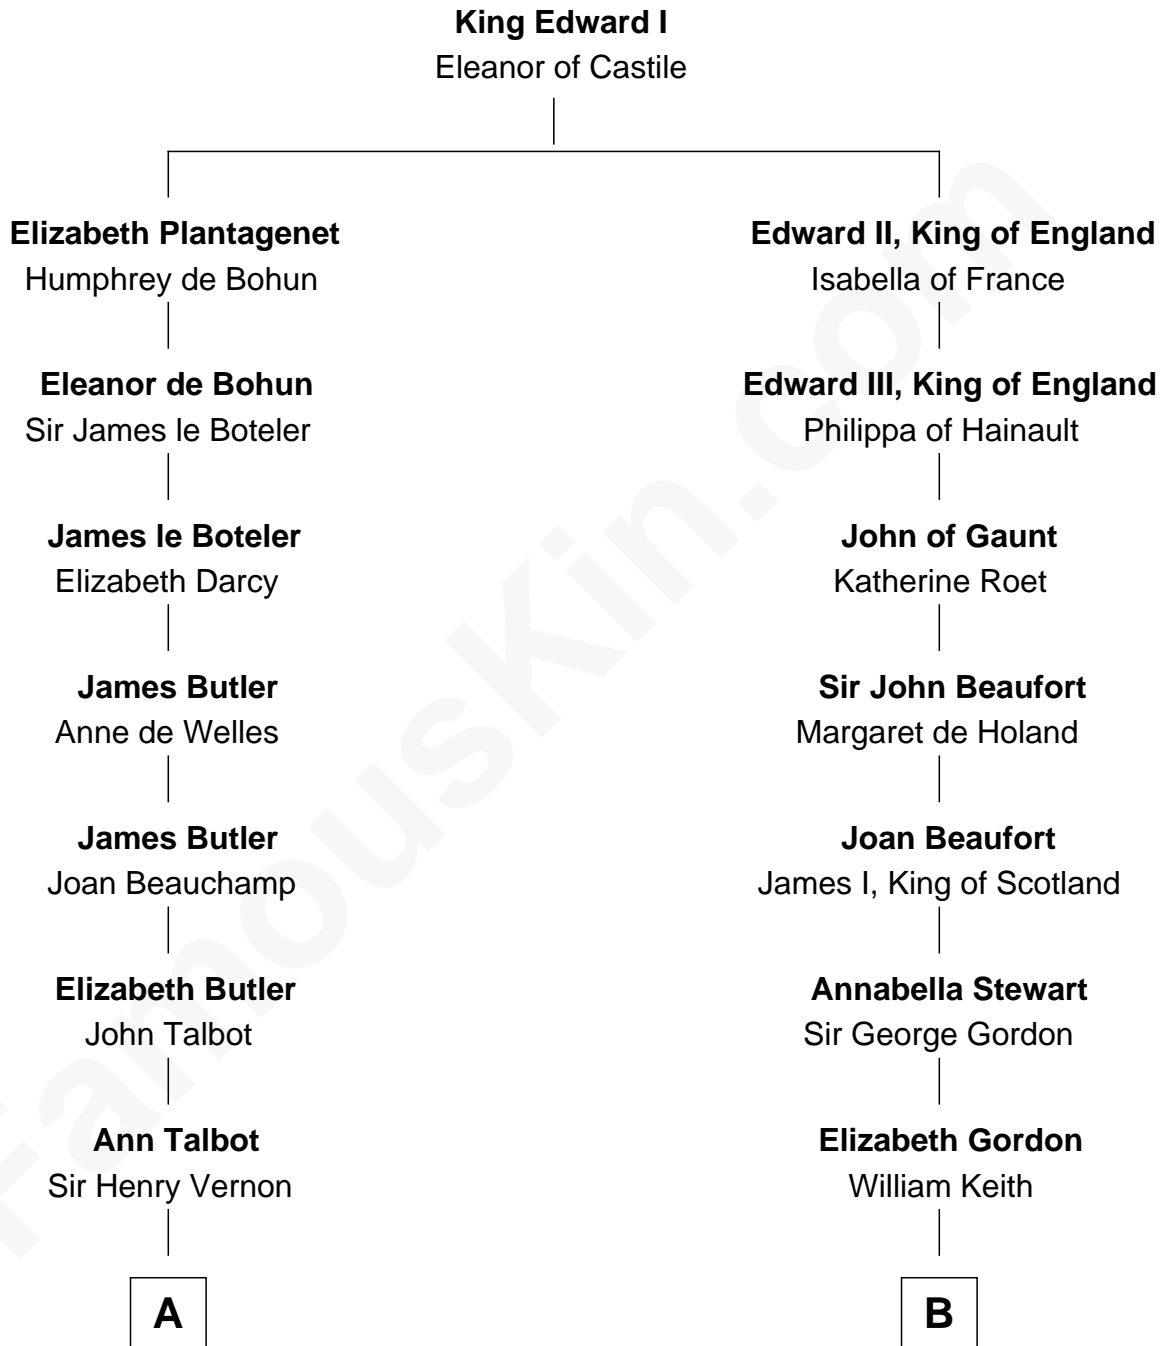 King Edward I
Eleanor of Castile
Elizabeth Plantagenet
Humphrey de Bohun
Edward II, King of England
Isabella of France
Eleanor de Bohun
Sir James le Boteler
Edward III, King of England
Philippa of Hainault
James le Boteler
Elizabeth Darcy
John of Gaunt
Katherine Roet
James Butler
Anne de Welles
Sir John Beaufort
Margaret de Holand
James Butler
Joan Beauchamp
Joan Beaufort
James I, King of Scotland
Elizabeth Butler
John Talbot
Annabella Stewart
Sir George Gordon
Ann Talbot
Sir Henry Vernon
Elizabeth Gordon
William Keith
A
B
FamousKin.com